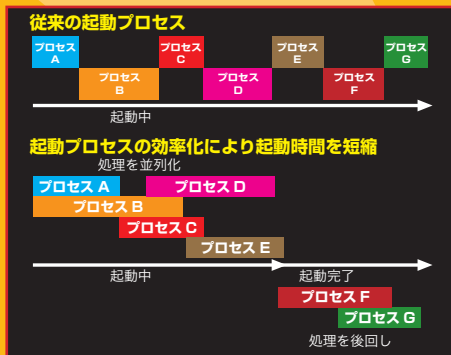 従来の起動プロセス
プロセス
A
プロセス
B
プロセス
C
プロセス
D
プロセス
E
プロセス
F
プロセス
G
起動中
起動プロセスの効率化により起動時間を短縮
処理を並列化
プロセス A
プロセス D
プロセス B
プロセス C
プロセス E
起動中
起動完了
プロセス F
プロセス G
処理を後回し